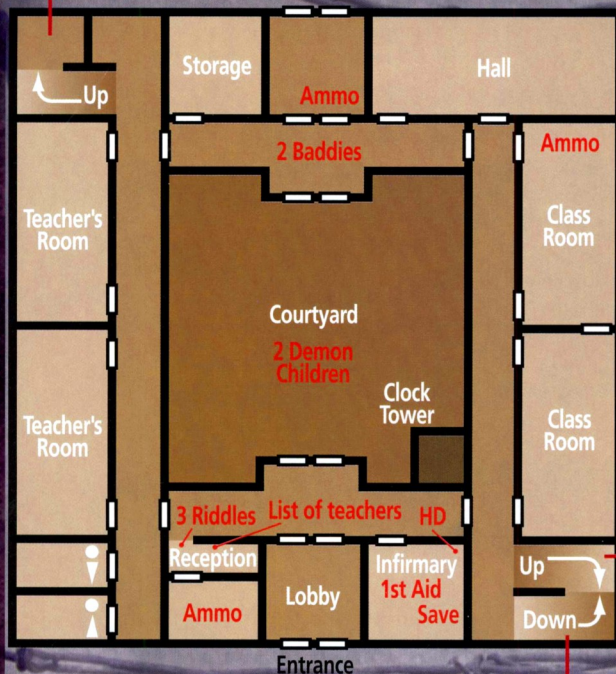 Storage
Ammo
Hall
Up
2 Baddies
Ammo
Teacher's
Room
Class
Room
Courtyard
2 Demon
Children
Clock
Tower
Teacher's
Room
Class
Room
3 Riddles
List of teachers
HD
Reception
Infirmary
1st Aid
Save
Lobby
Ammo
Up
Down
Entrance